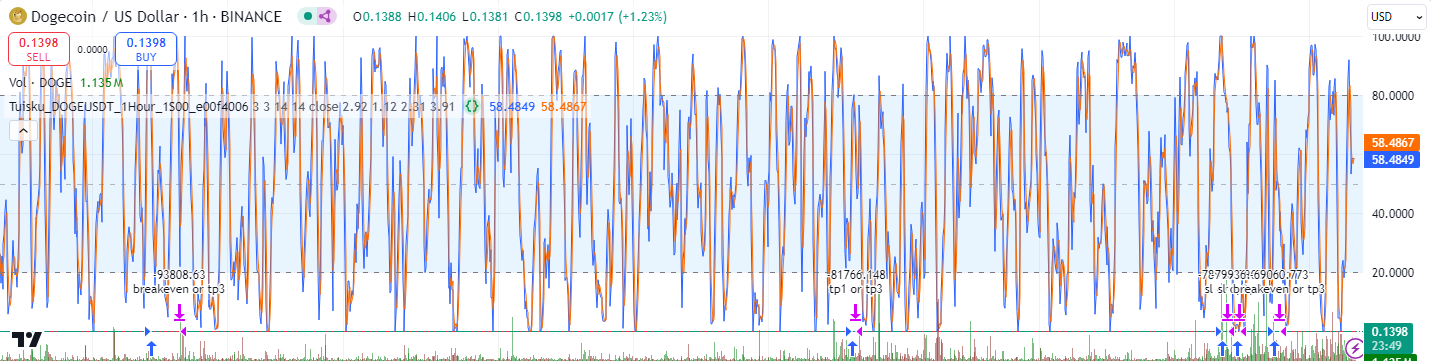 Dogecoin / US Dollar · 1h · BINANCE O0.1388 H0.1406 L0.1381 C0.1398 +0.0017 (+1.23%)
USD
0.1398
SELL
0.0000
0.1398
BUY
Vol · DOGE 1.135 M
Tuisku_DOGEUSDT_1Hour_1S00_e00f4006 3 3 14 14 close 2.92 1.12 2.31 3.91 58.4849 58.4867
100.0000
80.0000
58.4867
58.4849
40.0000
20.0000
-93808.63
breakeven or tp3
-81766.148
tp1 or tp3
69060.773
sl
breakeven or tp3
0.1398
23:49
1.135 M